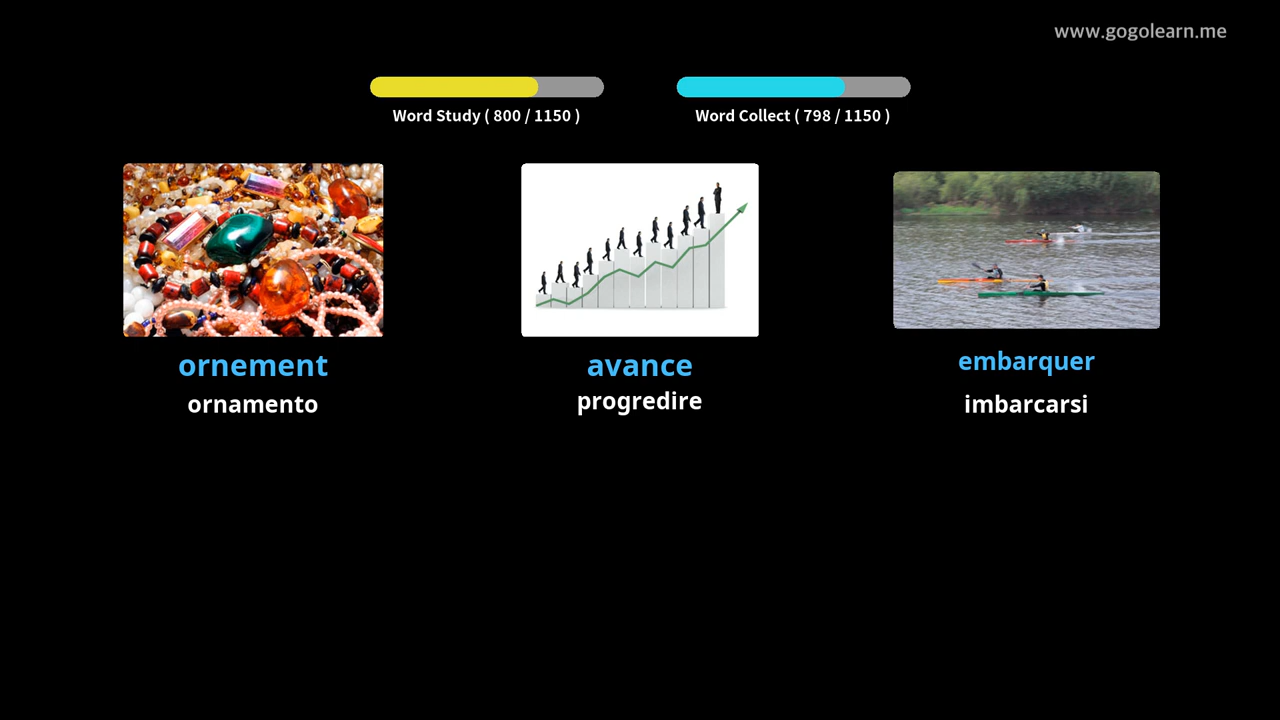 www.gogolearn.me
Word Study ( 800 / 1150 )
Word Collect ( 798 / 1150 )
ornement
avance
embarquer
ornamento
progredire
imbarcarsi